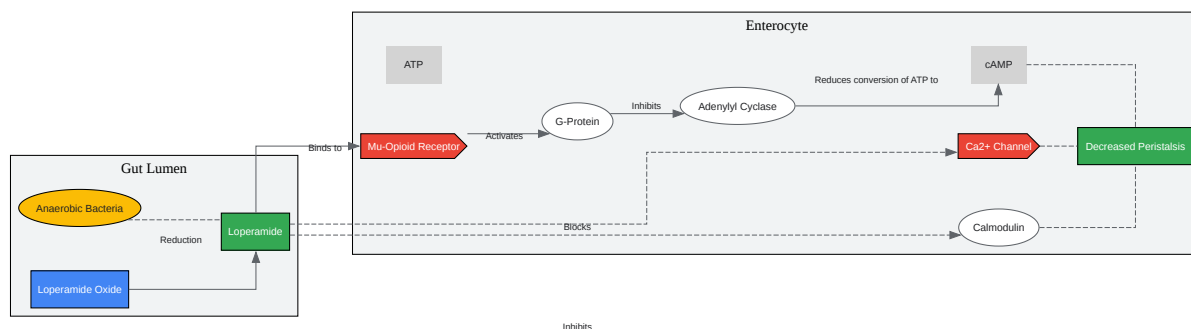 Enterocyte
ATP
cAMP
Reduces conversion of ATP to
Inhibits
Adenylyl Cyclase
G-Protein
Activates
Binds to
Mu-Opioid Receptor
Ca2+ Channel
Decreased Peristalsis
Gut Lumen
Anaerobic Bacteria
Loperamide
Blocks
Calmodulin
Reduction
Loperamide Oxide
Inhibits